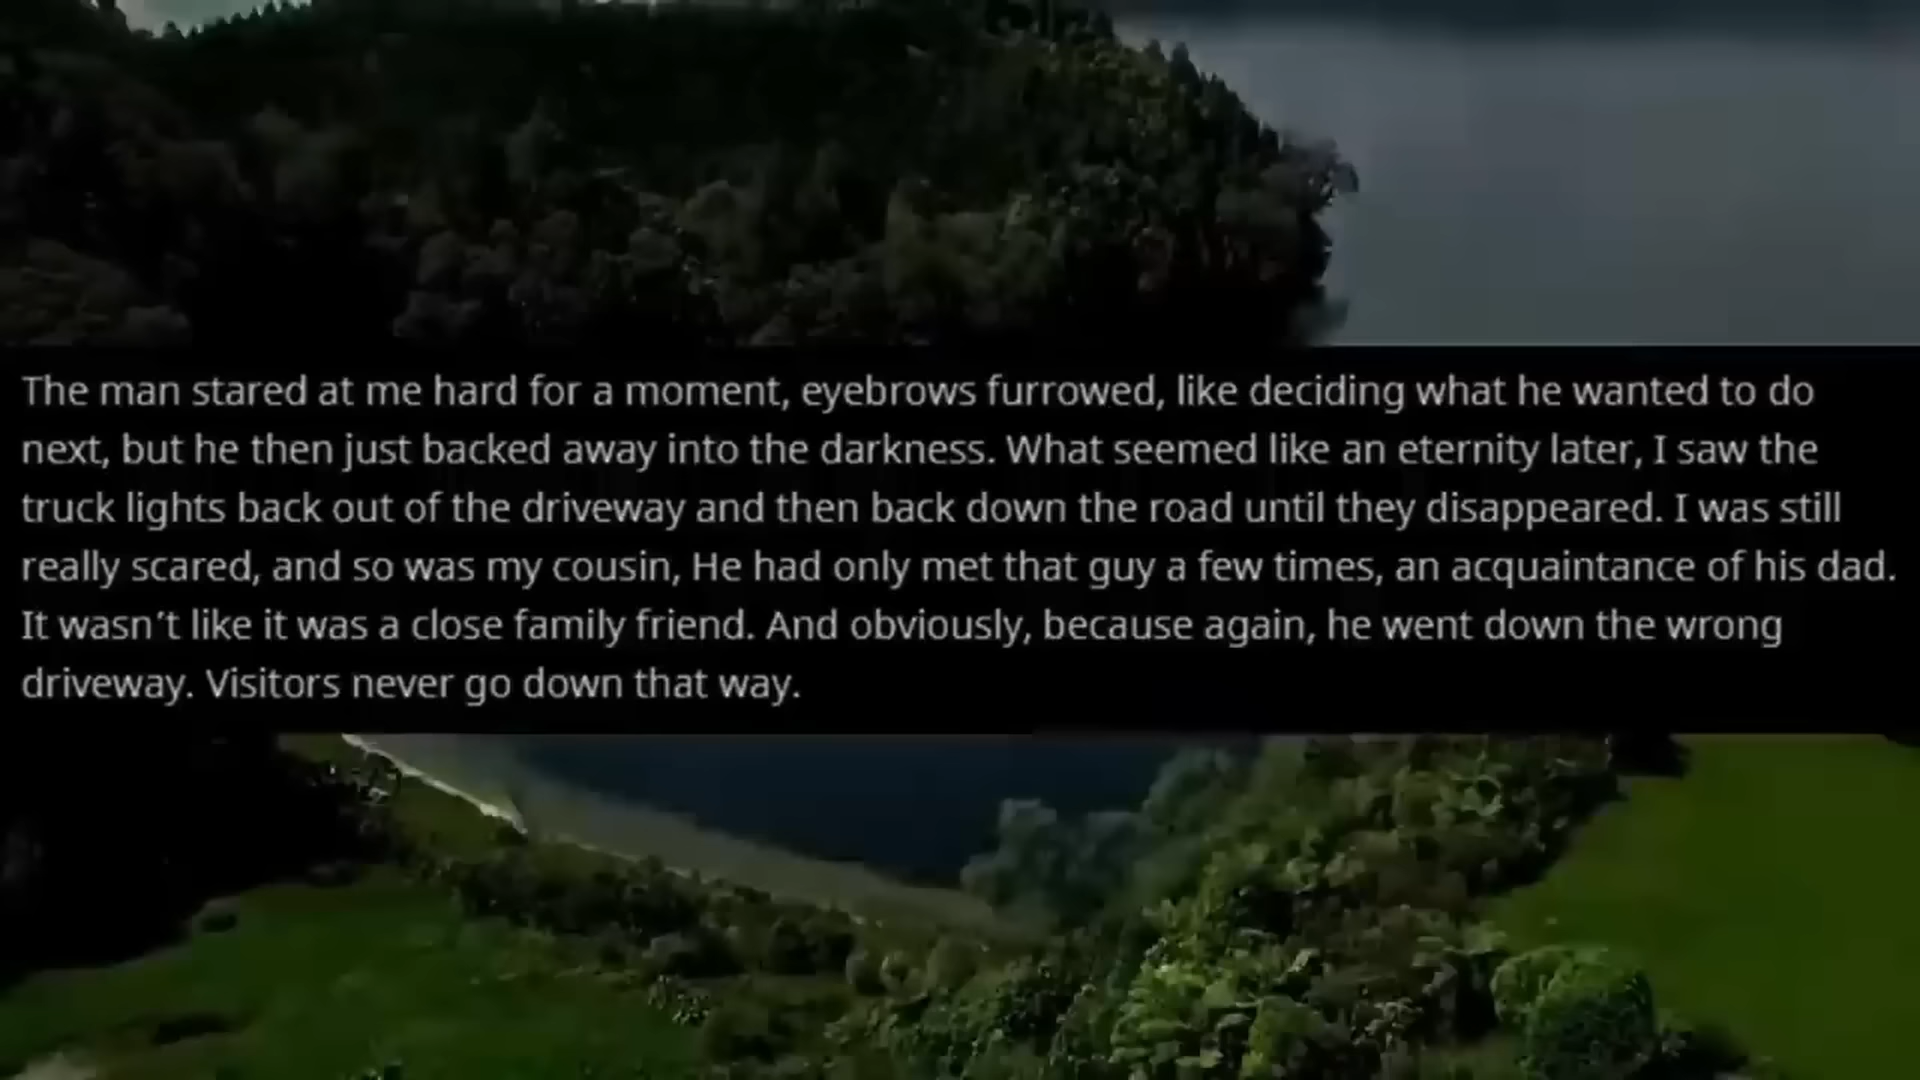 The man stared at me hard for a moment, eyebrows furrowed, like deciding what he wanted to do
next, but he then just backed away into the darkness. What seemed like an eternity later, I saw the
truck lights back out of the driveway and then back down the road until they disappeared. I was still
really scared, and so was my cousin, He had only met that guy a few times, an acquaintance of his dad.
It wasn't like it was a close family friend. And obviously, because again, he went down the wrong
driveway. Visitors never go down that way.